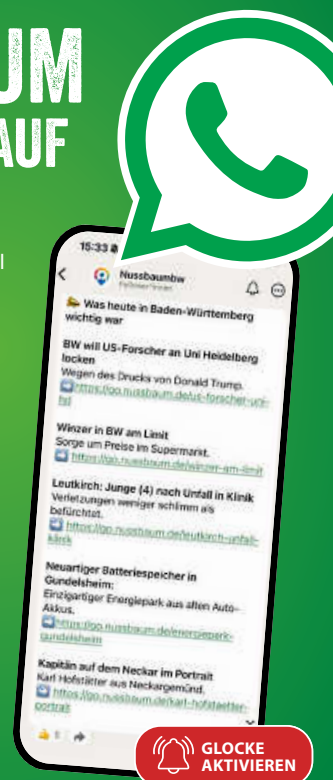 UM
AUF
15:33
Nussbaumbw
Follower*innen
Was heute in Baden-Württemberg
wichtig war
BW will US-Forscher an Uni Heidelberg
locken
Wegen des Drucks von Donald Trump.
https://go.nussbaum.de/us-forscher-uni-
hd
Winzer in BW am Limit
Sorge um Preise im Supermarkt.
https://go.nussbaum.de/winzer-am-limit
Leutkirch: Junge (4) nach Unfall in Klinik
Verletzungen weniger schlimm als
befürchtet.
https://go.nussbaum.de/leutkirch-unfall-
klinik
Neuartiger Batteriespeicher in
Gundelsheim:
Einzigartiger Energiepark aus alten Auto-
Akkus.
https://go.nussbaum.de/energiepark-
gundelsheim
Kapitän auf dem Neckar im Portrait
Karl Hofstätter aus Neckargemünd.
https://go.nussbaum.de/karl-hofstaetter-
portrait
GLOCKE
AKTIVIEREN